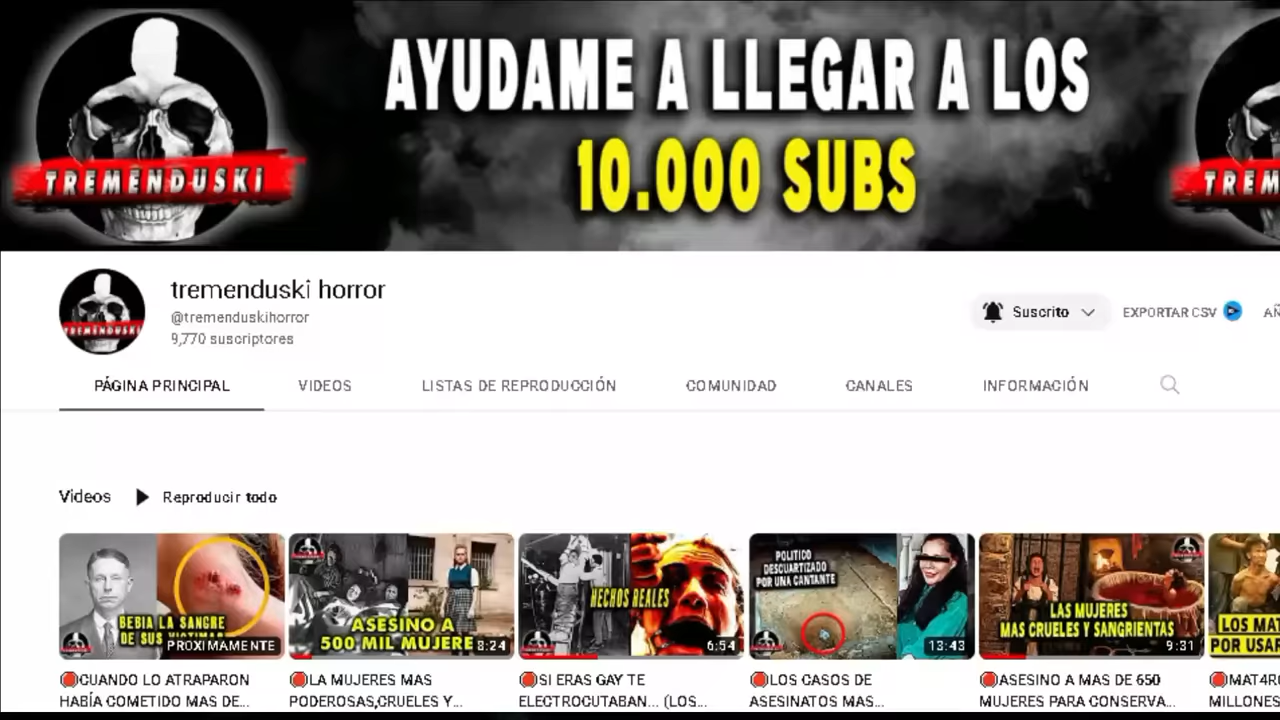 AYUDAME A LLEGAR A LOS
10.000 SUBS
TREMENDUSKI
TREM
tremenduski horror
@tremenduskihorror
9,770 suscriptores
Suscrito
EXPORTAR CSV
AÑ
PÁGINA PRINCIPAL
VIDEOS
LISTAS DE REPRODUCCIÓN
COMUNIDAD
CANALES
INFORMACIÓN
Videos
Reproducir todo
BEBIA LA SANGRE
DE SUS
PROXIMAMENTE
ASESINO A
500 MIL MUJERE
8:24
HECHOS REALES
6:54
POLITICO
DESCUARTIZADO
POR UNA CANTANTE
13:43
LAS MUJERES
MAS CRUELES Y SANGRIENTAS
9:31
LOS MAT
POR USAR
CUANDO LO ATRAPARON
HABÍA COMETIDO MAS DE...
LA MUJERES MAS
PODEROSAS,CRUELES Y...
SI ERAS GAY TE
ELECTROCUTABAN... (LOS...
LOS CASOS DE
ASESINATOS MAS...
ASESINO A MAS DE 650
MUJERES PARA CONSERVA...
MAT4R
MILLONES